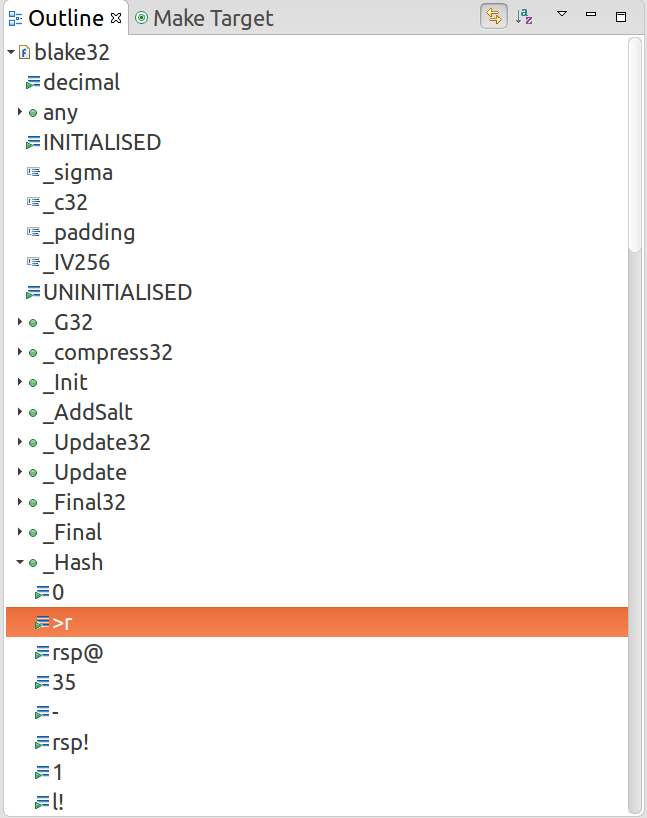 Outline Make Target
blake32
decimal
any
INITIALISED
_sigma
_c32
_padding
_IV256
UNINITIALISED
_G32
_compress32
_Init
_AddSalt
_Update32
_Update
_Final32
_Final
_Hash
0
>r
rsp@
35
-
rsp!
1
l!